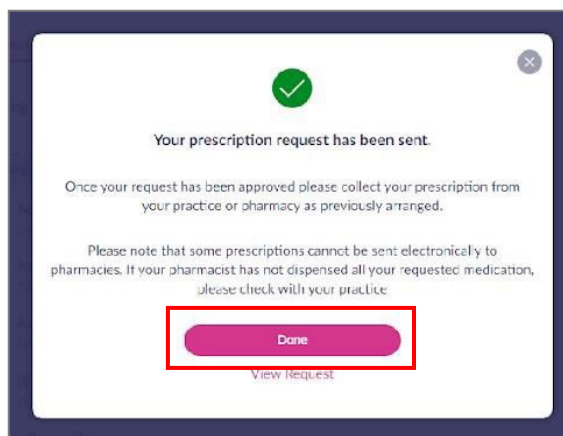 Your prescription request has been sent.
Once your request has been approved please collect your prescription from
your practice or pharmacy as previously arranged.
Please note that some prescriptions cannot be sent electronically to
pharmacies. If your pharmacist has not dispensed all your requested medication,
please check with your practice
Done
View Request